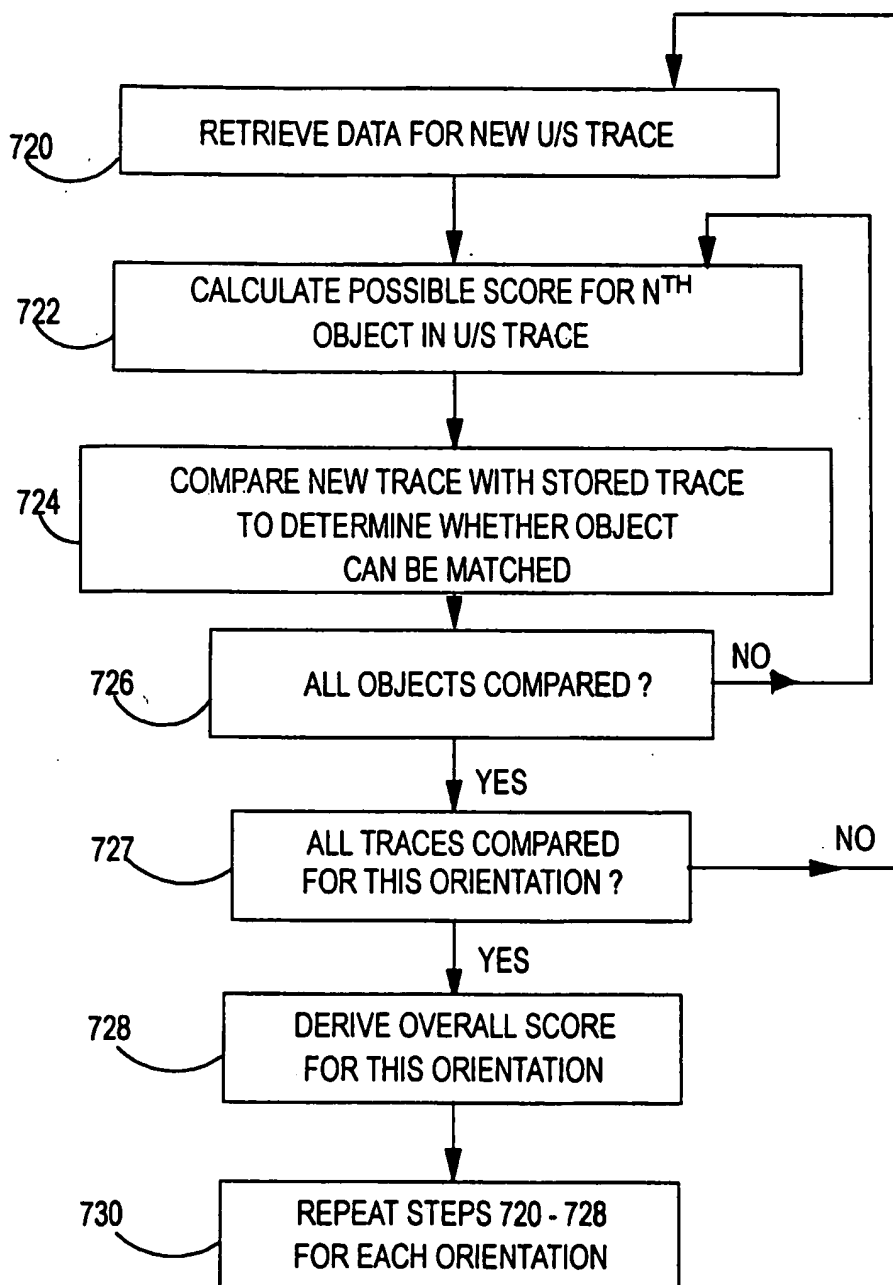 720
RETRIEVE DATA FOR NEW U/S TRACE
722
CALCULATE POSSIBLE SCORE FOR NTH
OBJECT IN U/S TRACE
724
COMPARE NEW TRACE WITH STORED TRACE
TO DETERMINE WHETHER OBJECT
CAN BE MATCHED
726
ALL OBJECTS COMPARED ?
NO
YES
727
ALL TRACES COMPARED
FOR THIS ORIENTATION ?
NO
YES
728
DERIVE OVERALL SCORE
FOR THIS ORIENTATION
730
REPEAT STEPS 720 - 728
FOR EACH ORIENTATION